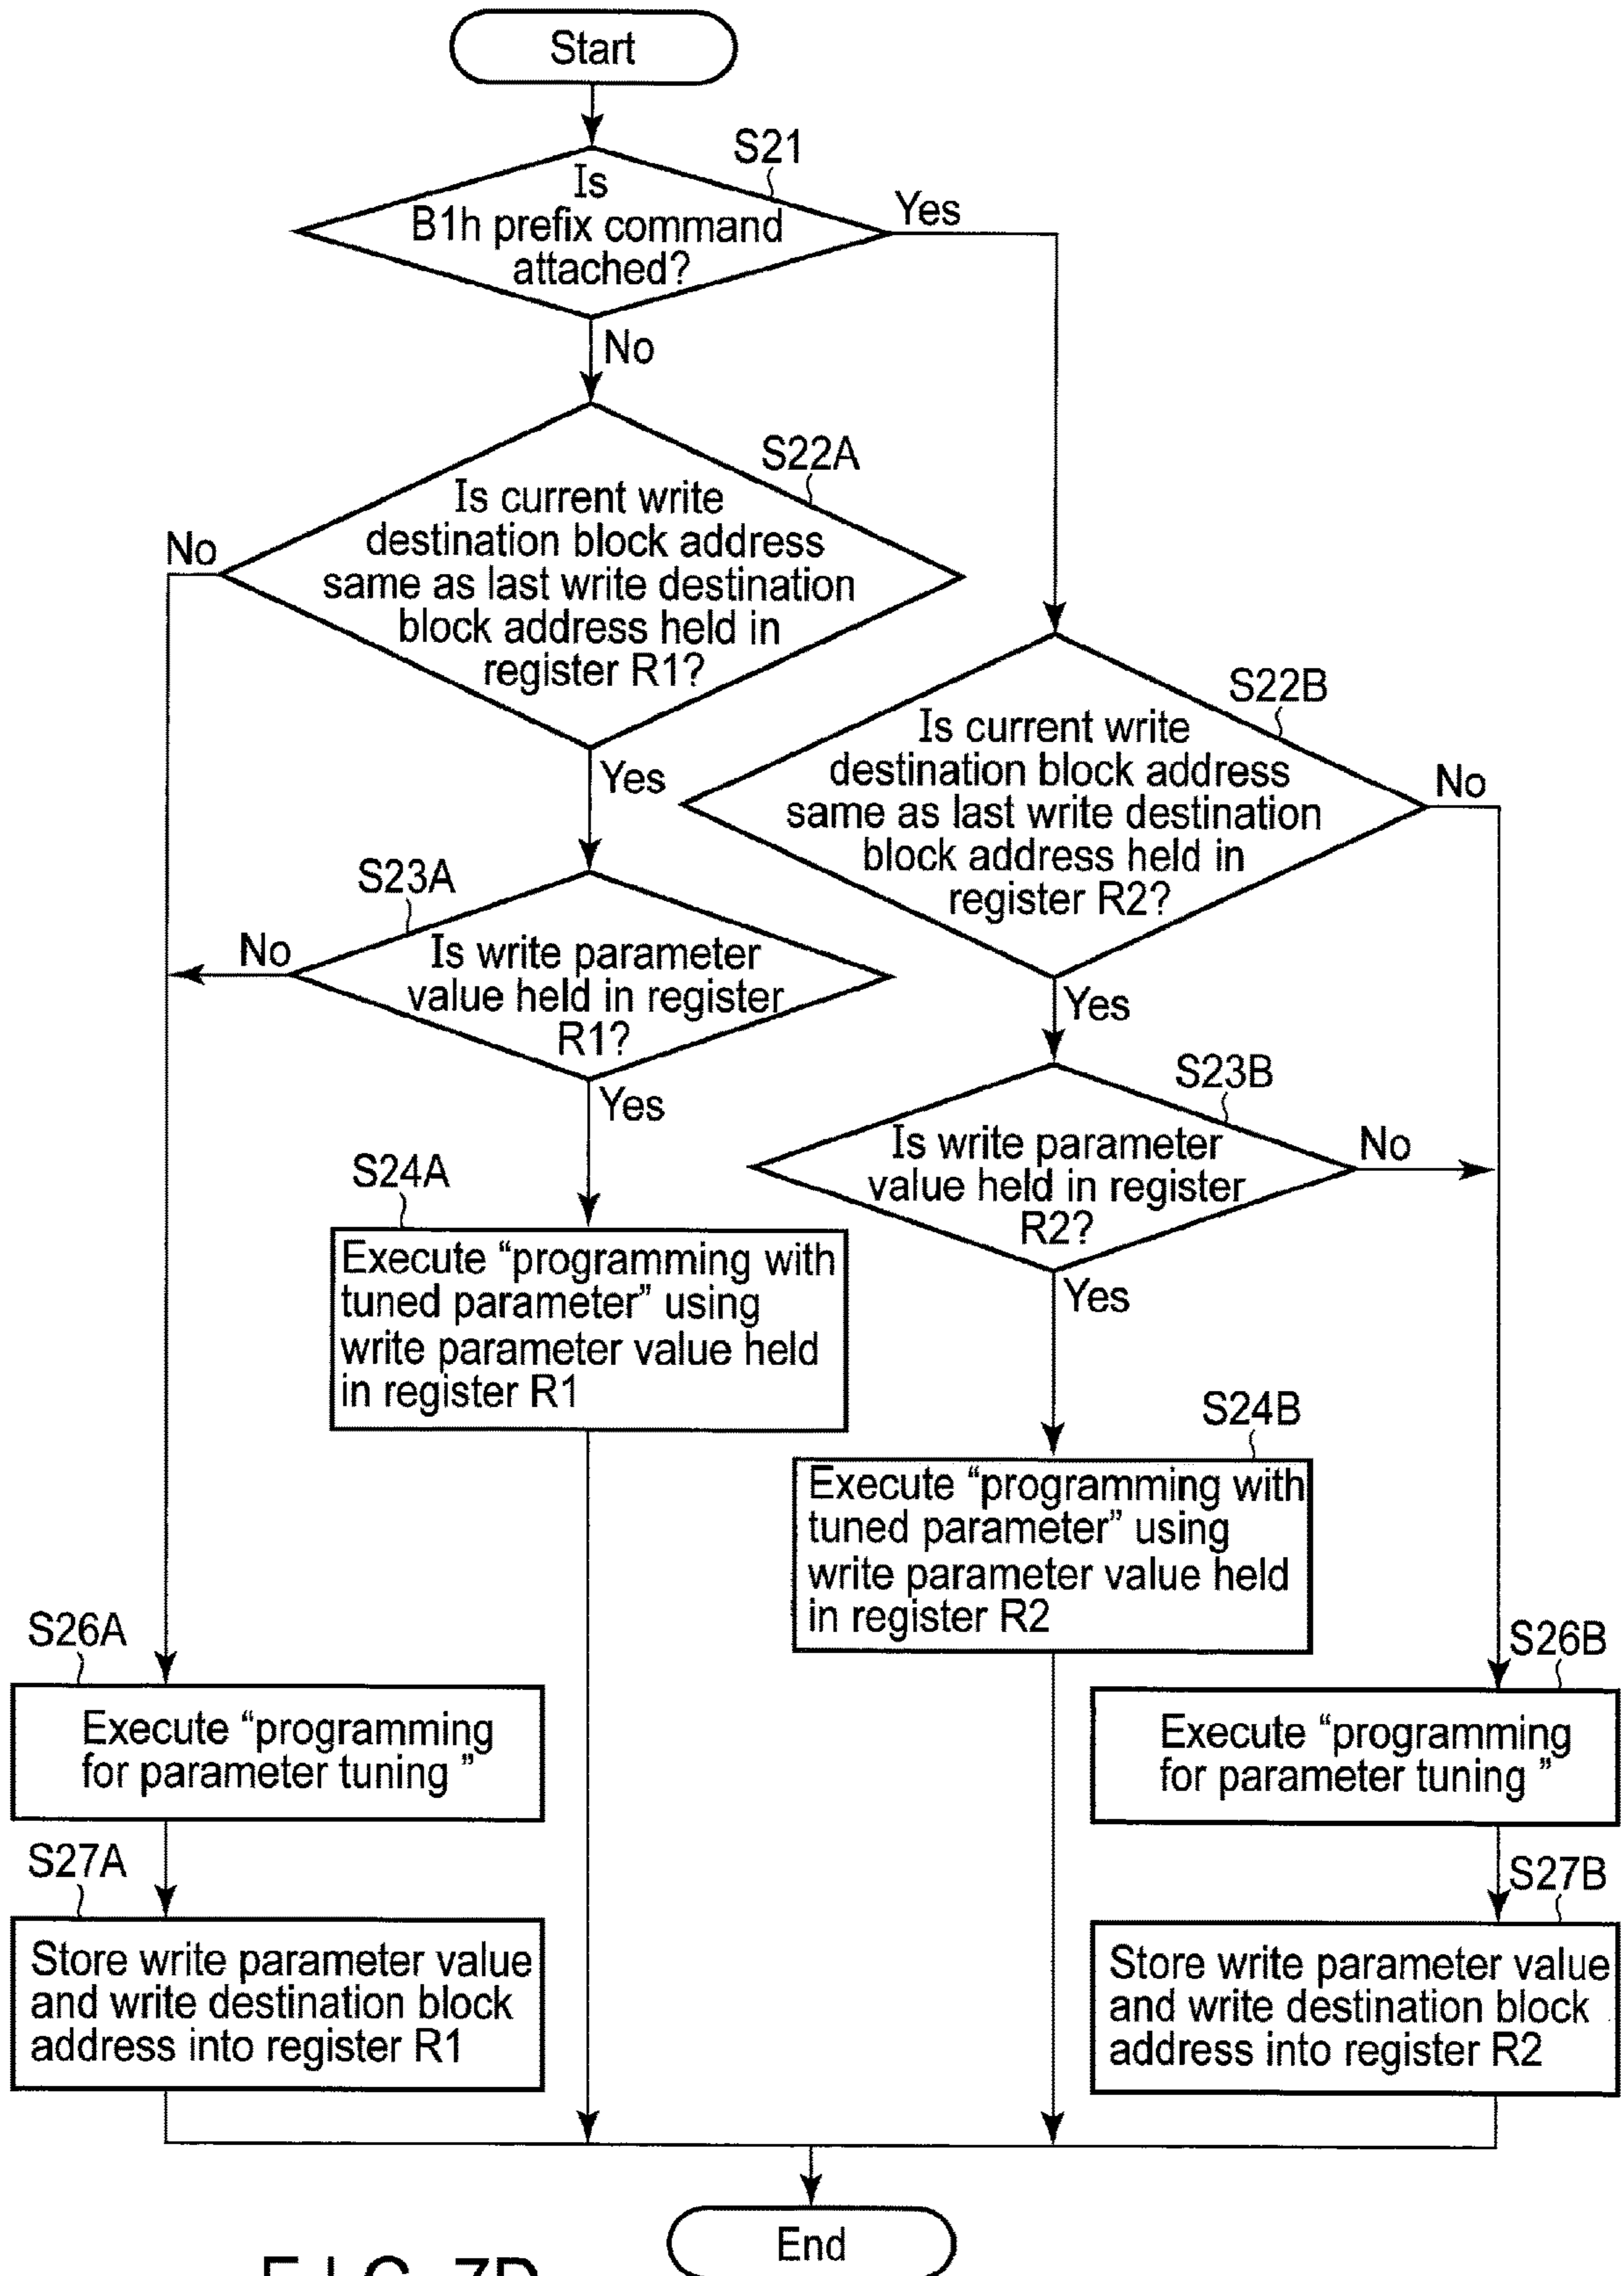 Start
S21
Is
B1h prefix command
attached?
Yes
No
S22A
Is current write
destination block address
same as last write destination
block address held in
register R1?
No
Yes
S22B
Is current write
destination block address
same as last write destination
block address held in
register R2?
No
Yes
S23A
Is write parameter
value held in register
R1?
No
Yes
S23B
Is write parameter
value held in register
R2?
No
Yes
S24A
Execute “programming with
tuned parameter” using
write parameter value held
in register R1
S24B
Execute “programming with
tuned parameter” using
write parameter value held
in register R2
S26A
Execute “programming
for parameter tuning ”
S26B
Execute “programming
for parameter tuning ”
S27A
Store write parameter value
and write destination block
address into register R1
S27B
Store write parameter value
and write destination block
address into register R2
End